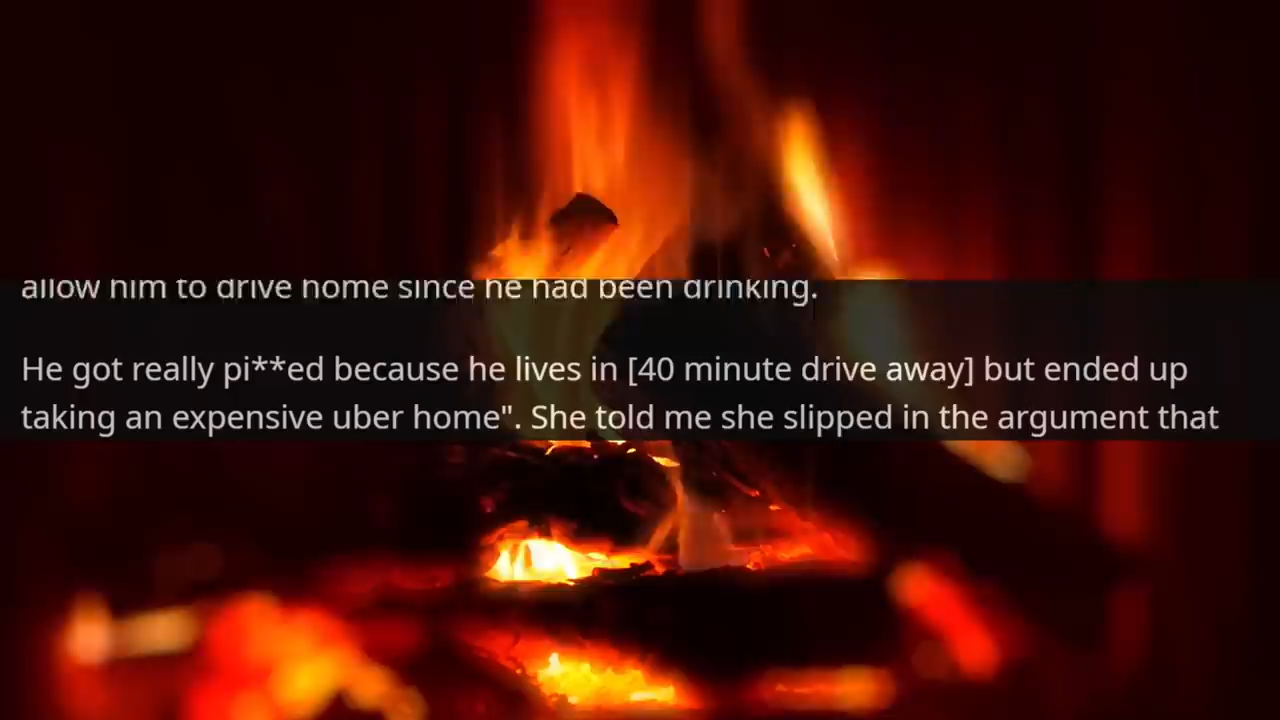 allow him to drive home since he had been drinking.
He got really pi**ed because he lives in [40 minute drive away] but ended up
taking an expensive uber home". She told me she slipped in the argument that